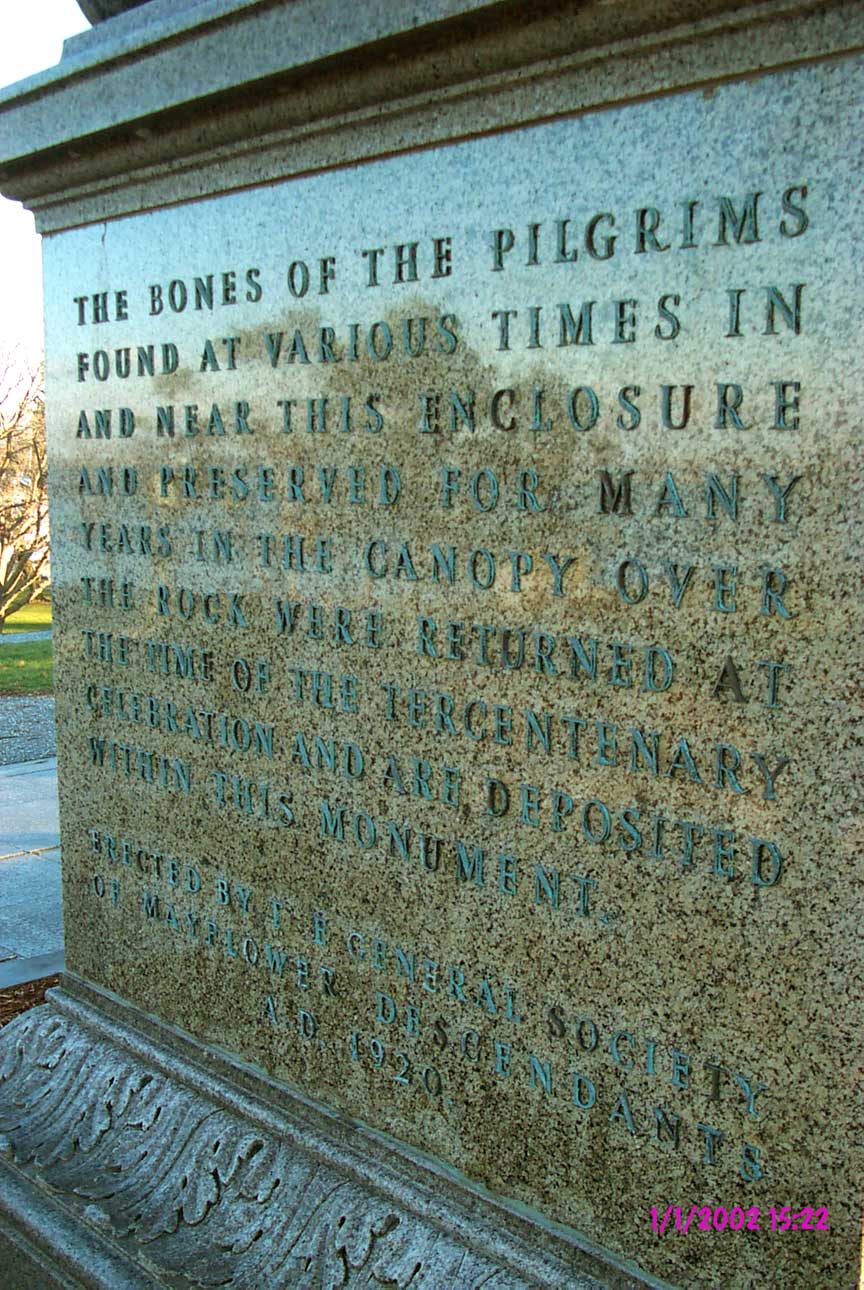 THE BONES OF THE PILGRIMS
FOUND AT VARIOUS TIMES IN
AND NEAR THIS ENCLOSURE
AND PRESERVED FOR MANY
YEARS IN THE CANOPY OVER
THE ROCK WERE RETURNED AT
THE TIME OF THE TERCENTENARY
CELEBRATION AND ARE DEPOSITED
WITHIN THIS MONUMENT.
ERECTED BY T H GENERAL SOCIETY
OF MAYFLOWER DESCENDANTS
A.D. 1920.
1/1/2002 15:22